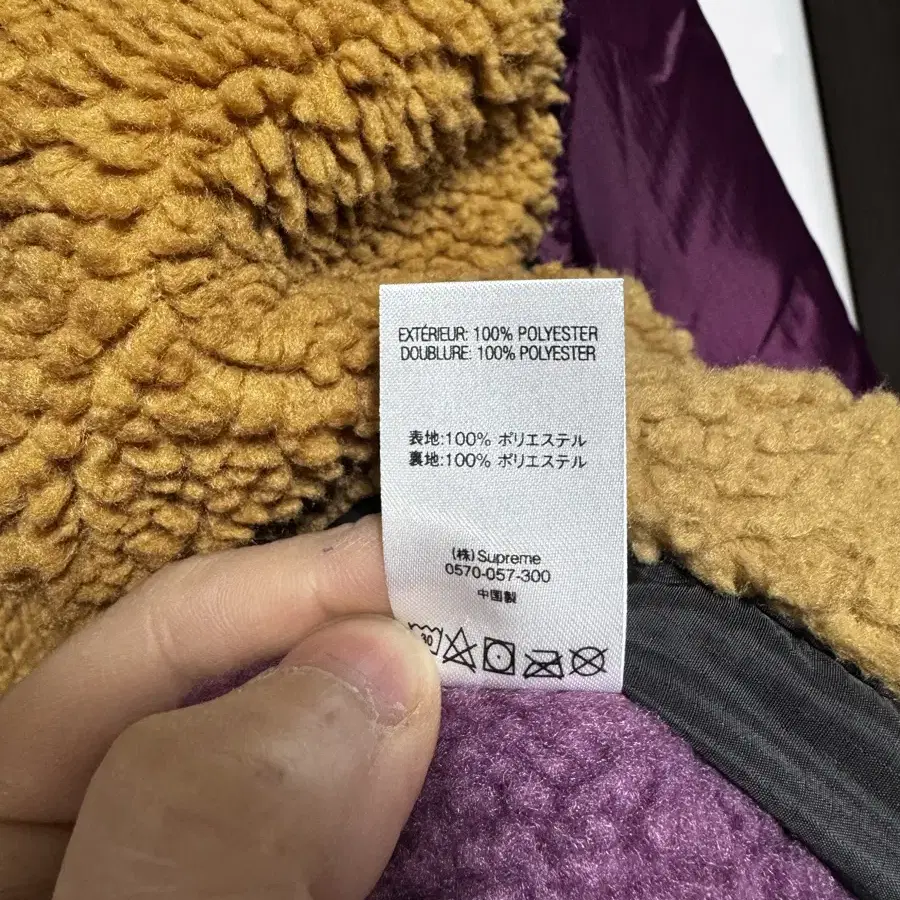 EXTÉRIEUR: 100% POLYESTER
DOUBLURE: 100% POLYESTER
表地:100% ポリエステル
裏地:100% ポリエステル
(株)Supreme
0570-057-300
中国製
30